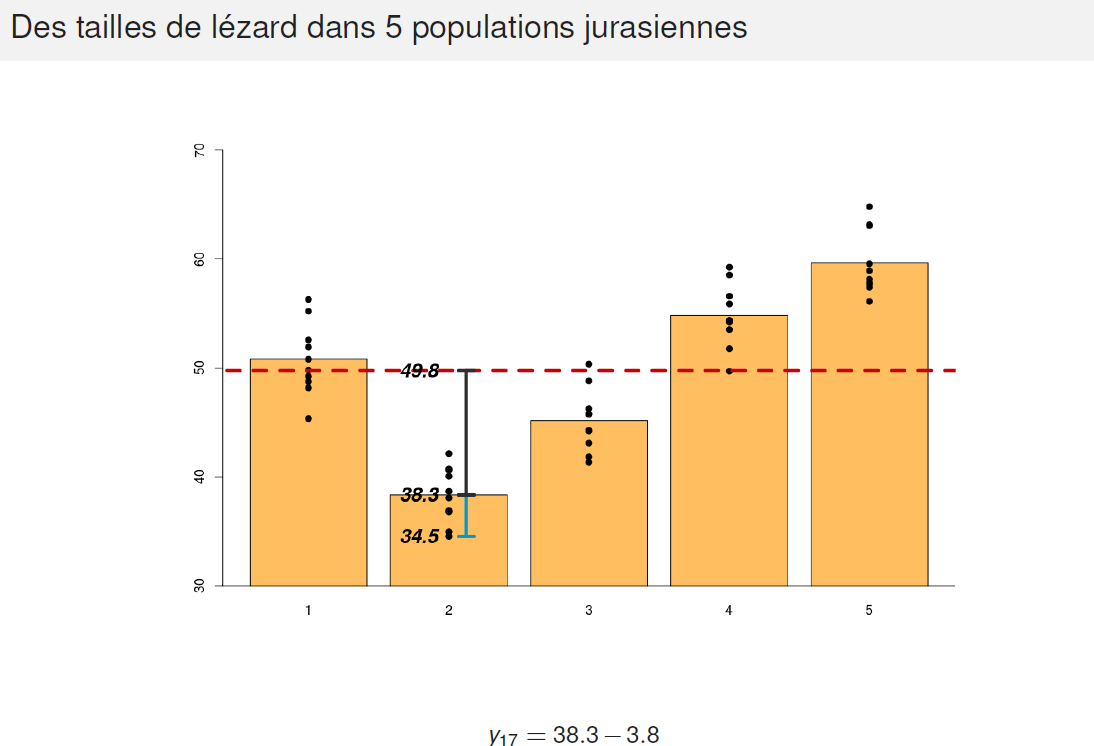 Des tailles de lézard dans 5 populations jurasiennes
70
60
50
40
30
49.8
38.3
34.5
1 2 3 4 5
y17 = 38.3 − 3.8